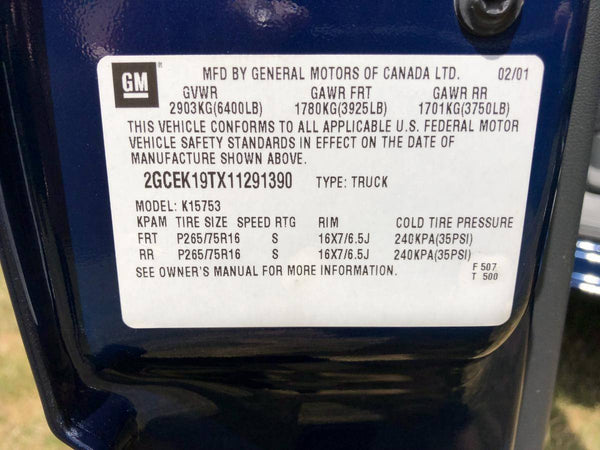 GM
MFD BY GENERAL MOTORS OF CANADA LTD. 02/01
GVWR GAWR FRT GAWR RR
2903KG(6400LB) 1780KG(3925LB) 1701KG(3750LB)
THIS VEHICLE CONFORMS TO ALL APPLICABLE U.S. FEDERAL MOTOR
VEHICLE SAFETY STANDARDS IN EFFECT ON THE DATE OF
MANUFACTURE SHOWN ABOVE.
2GCEK19TX11291390 TYPE: TRUCK
MODEL: K15753
KPAM TIRE SIZE SPEED RTG RIM COLD TIRE PRESSURE
FRT P265/75R16 S 16X7/6.5J 240KPA(35PSI)
RR P265/75R16 S 16X7/6.5J 240KPA(35PSI)
SEE OWNER'S MANUAL FOR MORE INFORMATION. F 507
T 500